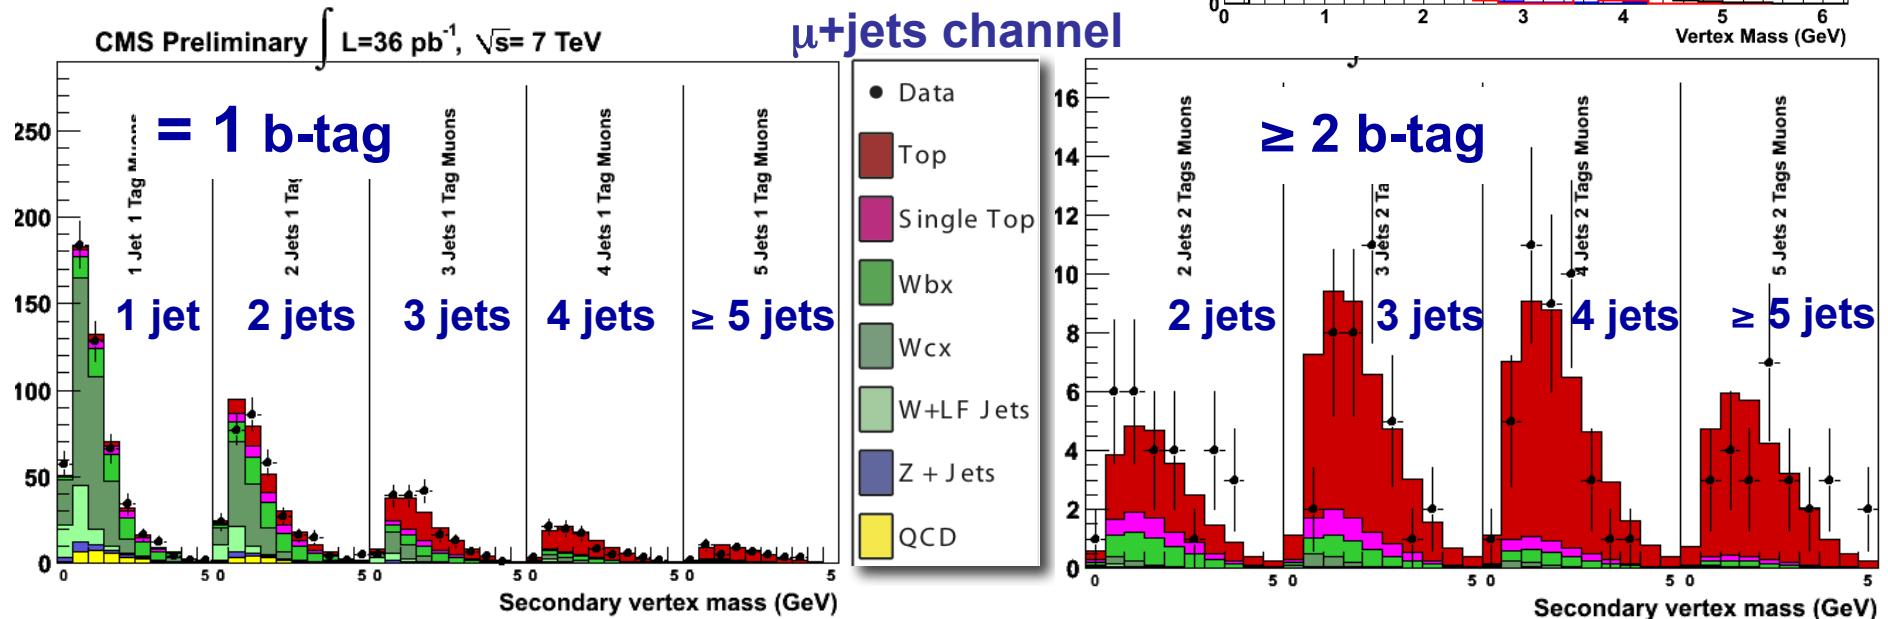 0 1 2 3 4 5 6
0
Vertex Mass (GeV)
μ+jets channel
CMS Preliminary ∫ L=36 pb⁻¹, √s= 7 TeV
= 1 b-tag
1 Jet 1 Tag Muons
2 Jets 1 Tag
3 Jets 1 Tag Muons
4 Jets 1 Tag Muons
5 Jets 1 Tag Muons
1 jet 2 jets 3 jets 4 jets ≥ 5 jets
250
200
150
100
50
0
0 5 0 5 0 5 0 5 0 5
Secondary vertex mass (GeV)
Data
Top
Single Top
Wbx
Wcx
W+LF Jets
Z + Jets
QCD
≥ 2 b-tag
2 Jets 2 Tags Muons
3 Jets 2 Ta
4 Jets 2 Tags Muons
5 Jets 2 Tags Muons
2 jets 3 jets 4 jets ≥ 5 jets
16
14
12
10
8
6
4
2
0
0 5 0 5 0 5 0 5
Secondary vertex mass (GeV)